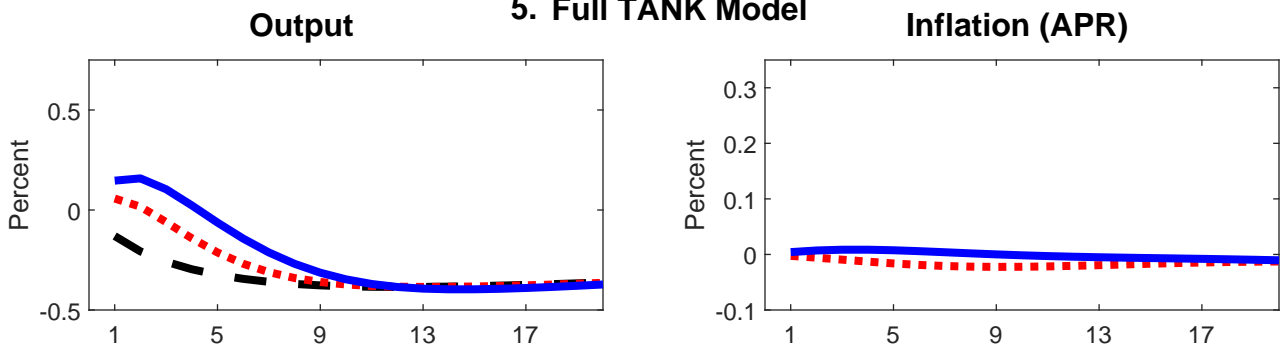 5. Full TANK Model
Output
Inflation (APR)
Percent
0.5
0
-0.5
1 5 9 13 17
Percent
0.3
0.2
0.1
0
-0.1
1 5 9 13 17